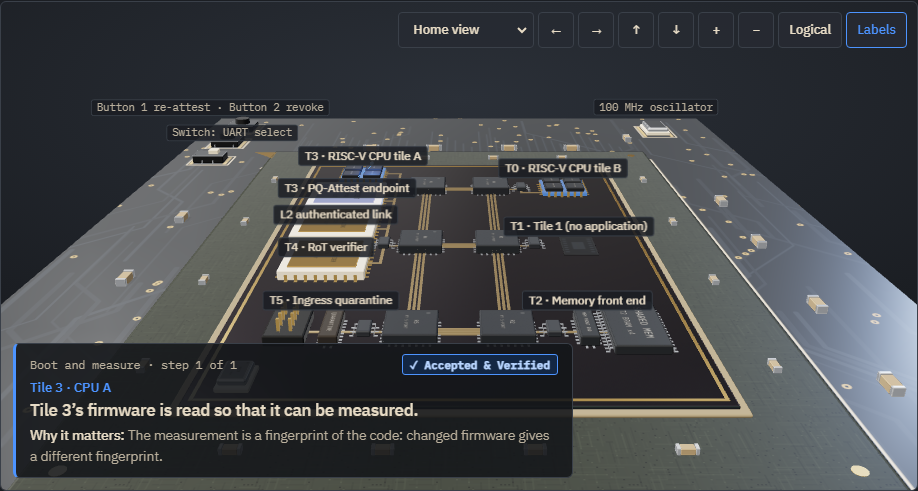 Home view
←
→
↑
↓
+
−
Logical
Labels
Button 1 re-attest · Button 2 revoke
100 MHz oscillator
Switch: UART select
T3 · RISC-V CPU tile A
T0 · RISC-V CPU tile B
T3 · PQ-Attest endpoint
L2 authenticated link
T1 · Tile 1 (no application)
T4 · RoT verifier
T5 · Ingress quarantine
T2 · Memory front end
Boot and measure · step 1 of 1
✓ Accepted & Verified
Tile 3 · CPU A
Tile 3’s firmware is read so that it can be measured.
Why it matters: The measurement is a fingerprint of the code: changed firmware gives
a different fingerprint.